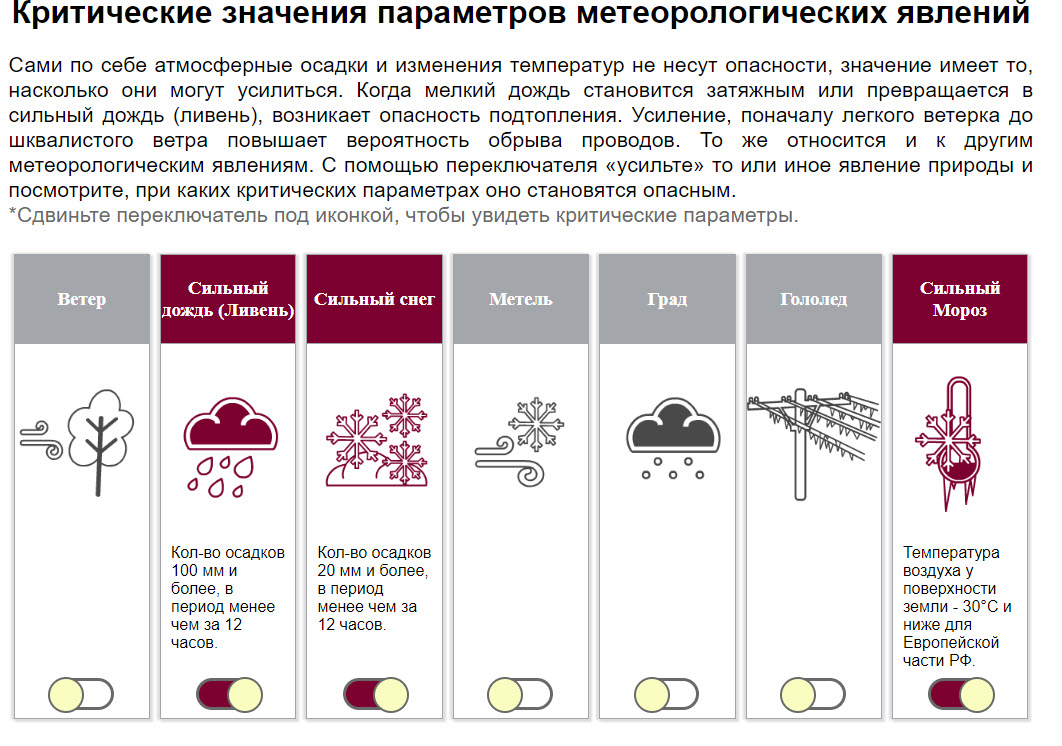 Критические значения параметров метеорологических явлений
Сами по себе атмосферные осадки и изменения температур не несут опасности, значение имеет то,
насколько они могут усилиться. Когда мелкий дождь становится затяжным или превращается в
сильный дождь (ливень), возникает опасность подтопления. Усиление, поначалу легкого ветерка до
шквалистого ветра повышает вероятность обрыва проводов. То же относится и к другим
метеорологическим явлениям. С помощью переключателя «усильте» то или иное явление природы и
посмотрите, при каких критических параметрах оно становятся опасным.
*Сдвиньте переключатель под иконкой, чтобы увидеть критические параметры.
Ветер
Сильный
дождь (Ливень)
Сильный снег
Метель
Град
Гололед
Сильный
Мороз
Кол-во осадков
100 мм и
более, в
период менее
чем за 12
часов.
Кол-во осадков
20 мм и более,
в период
менее чем за
12 часов.
Температура
воздуха у
поверхности
земли - 30°С и
ниже для
Европейской
части РФ.